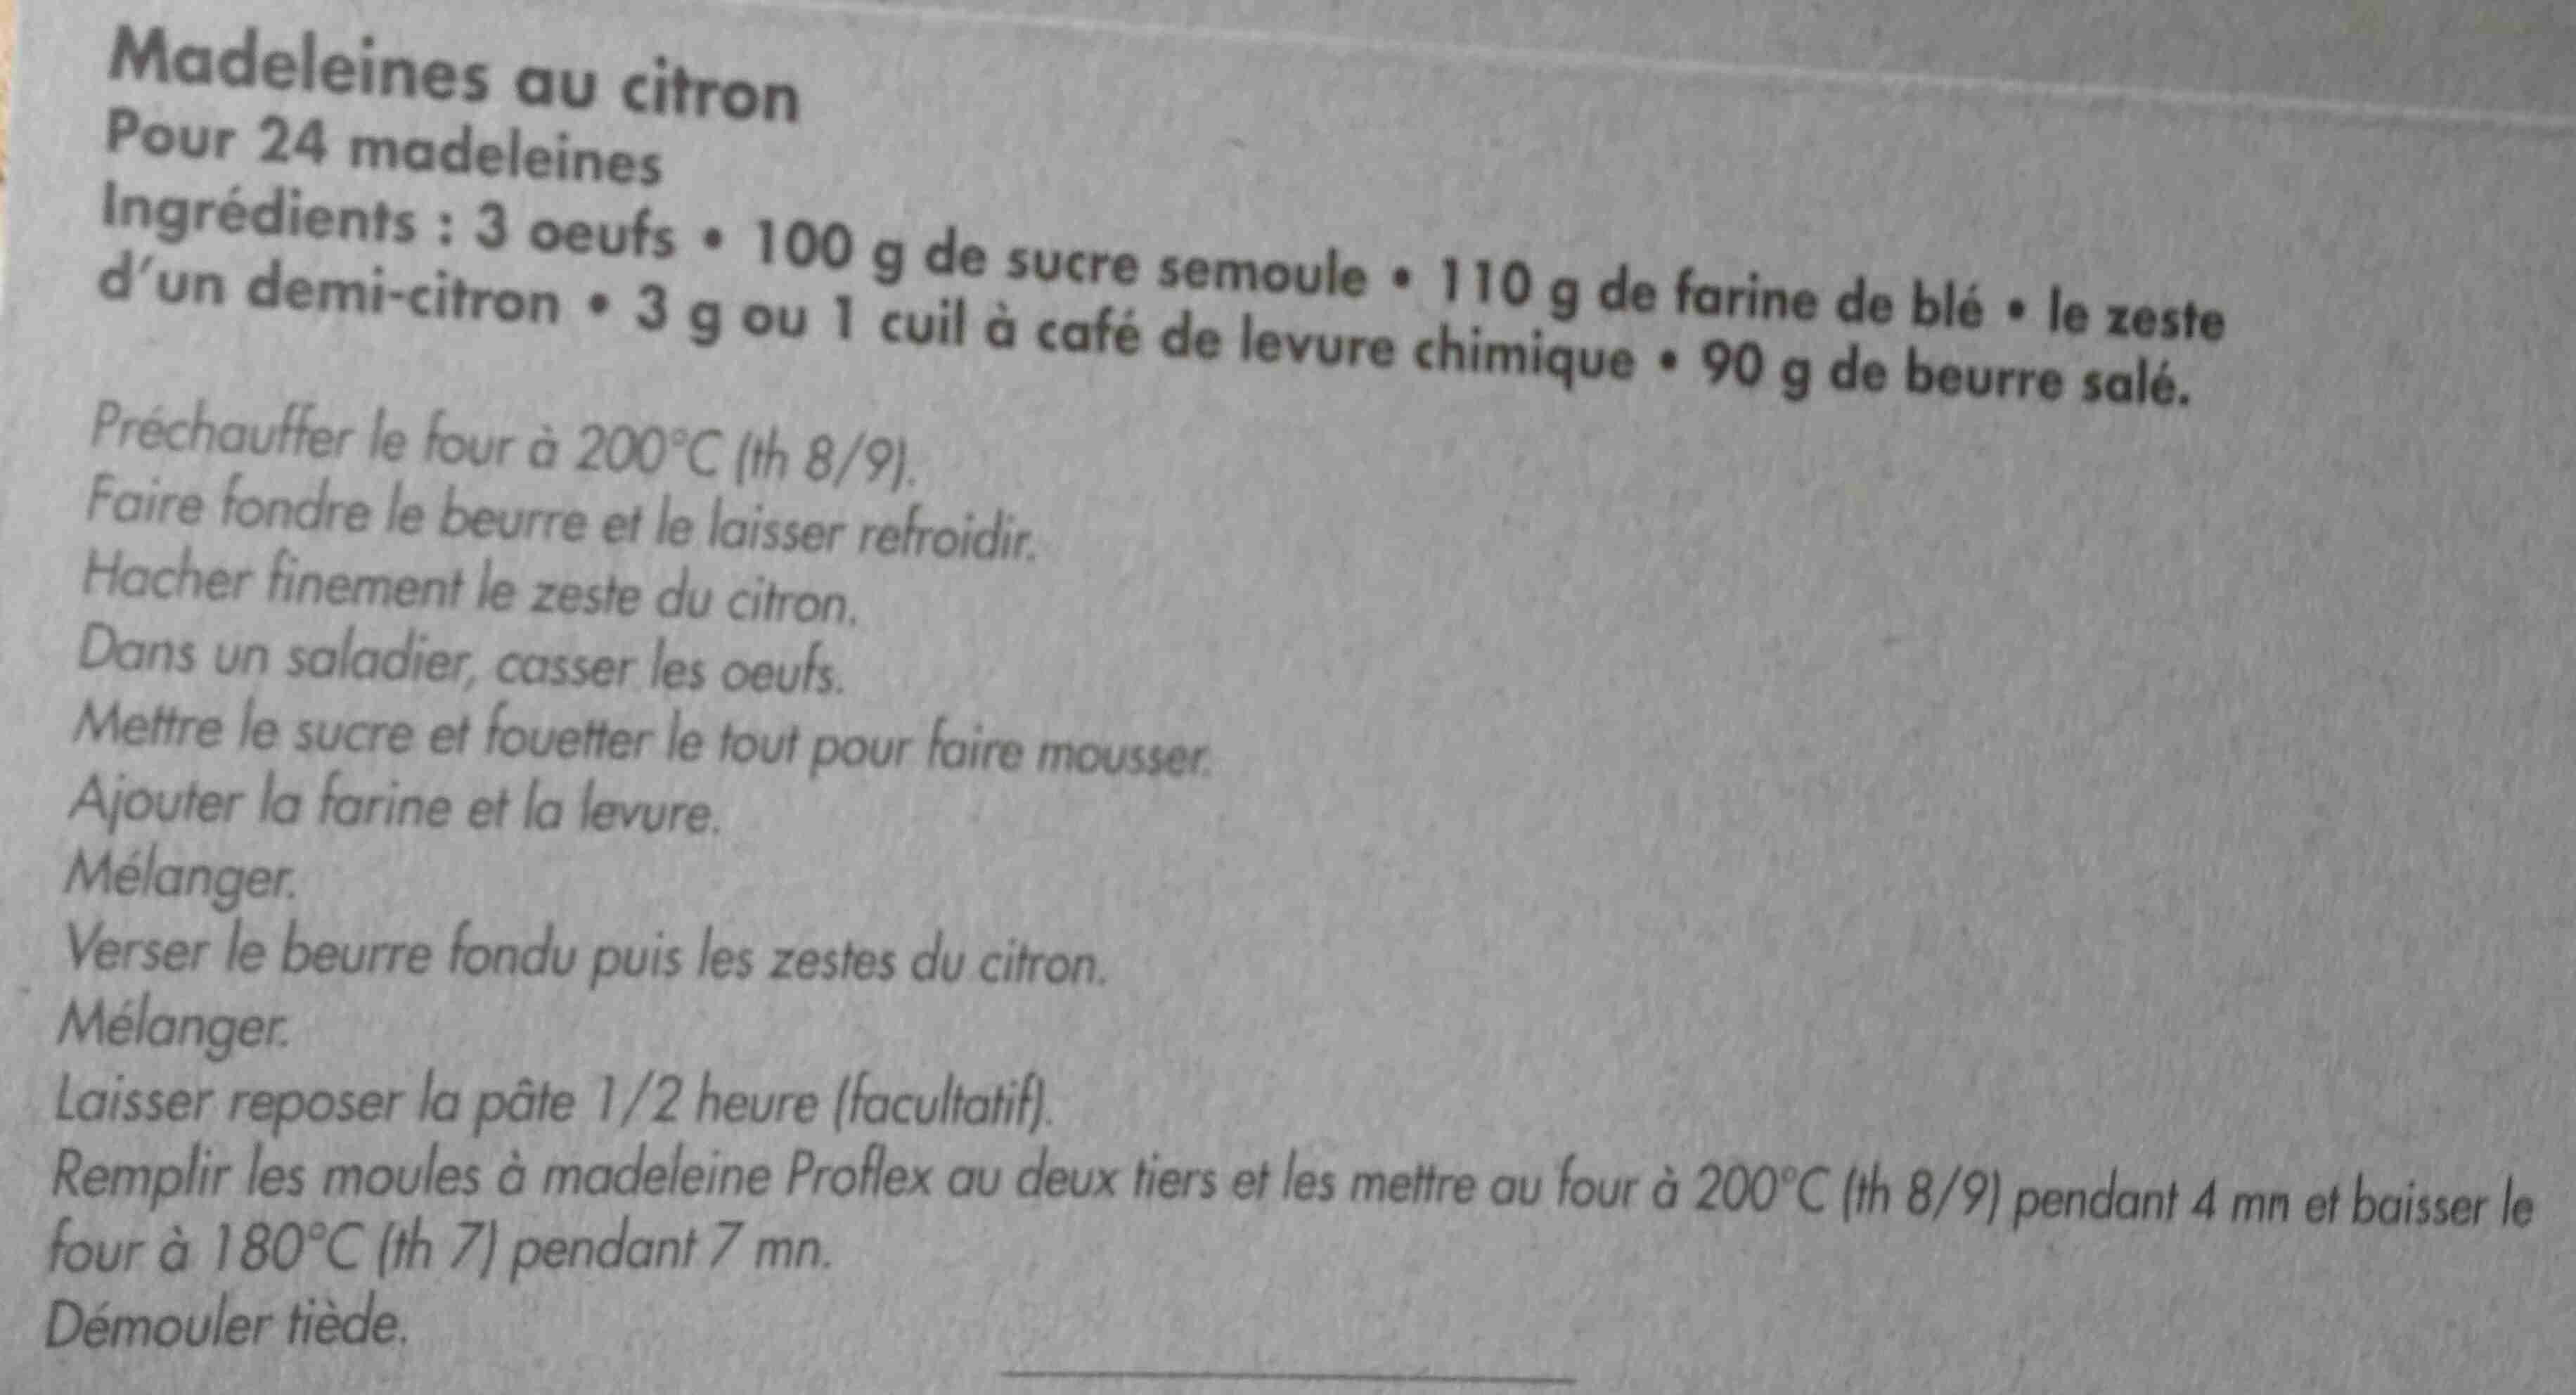 Madeleines au citron
Pour 24 madeleines
Ingrédients : 3 oeufs • 100 g de sucre semoule • 110 g de farine de blé • le zeste
d'un demi-citron • 3 g ou 1 cuil à café de levure chimique • 90 g de beurre salé.
Préchauffer le four à 200°C (th 8/9).
Faire fondre le beurre et le laisser refroidir.
Hacher finement le zeste du citron.
Dans un saladier, casser les oeufs.
Mettre le sucre et fouetter le tout pour faire mousser.
Ajouter la farine et la levure.
Mélanger.
Verser le beurre fondu puis les zestes du citron.
Mélanger.
Laisser reposer la pâte 1/2 heure (facultatif).
Remplir les moules à madeleine Proflex au deux tiers et les mettre au four à 200°C (th 8/9) pendant 4 mn et baisser le
four à 180°C (th 7) pendant 7 mn.
Démouler tiède.